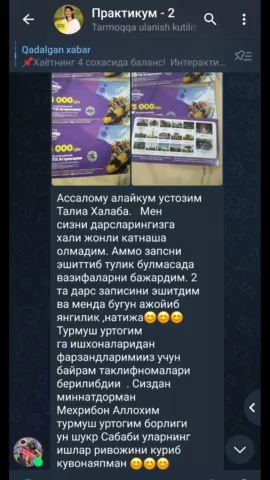 Практикум - 2
Tarmoqqa ulanish kutilm
Qadalgan xabar
📌Хаётнинг 4 сохасида баланс! Интеракти...
Ассалому алайкум устозим
Талиа Халаба. Мен
сизни дарсларингизга
хали жонли катнаша
олмадим. Аммо запсни
эшиттиб тулик булмасада
вазифаларни бажардим. 2
та дарс записини эшитдим
ва менда бугун ажойиб
янгилик ,натижа😊😊😊
Турмуш уртогим
га ишхоналаридан
фарзандларимииз учун
байрам таклифномалари
берилибдии . Сиздан
миннатдорман
Мехрибон Аллохим
турмуш уртогим борлиги
ун шукр Сабаби уларнинг
ишлар ривожини куриб
кувонаяпман 😊😊😊